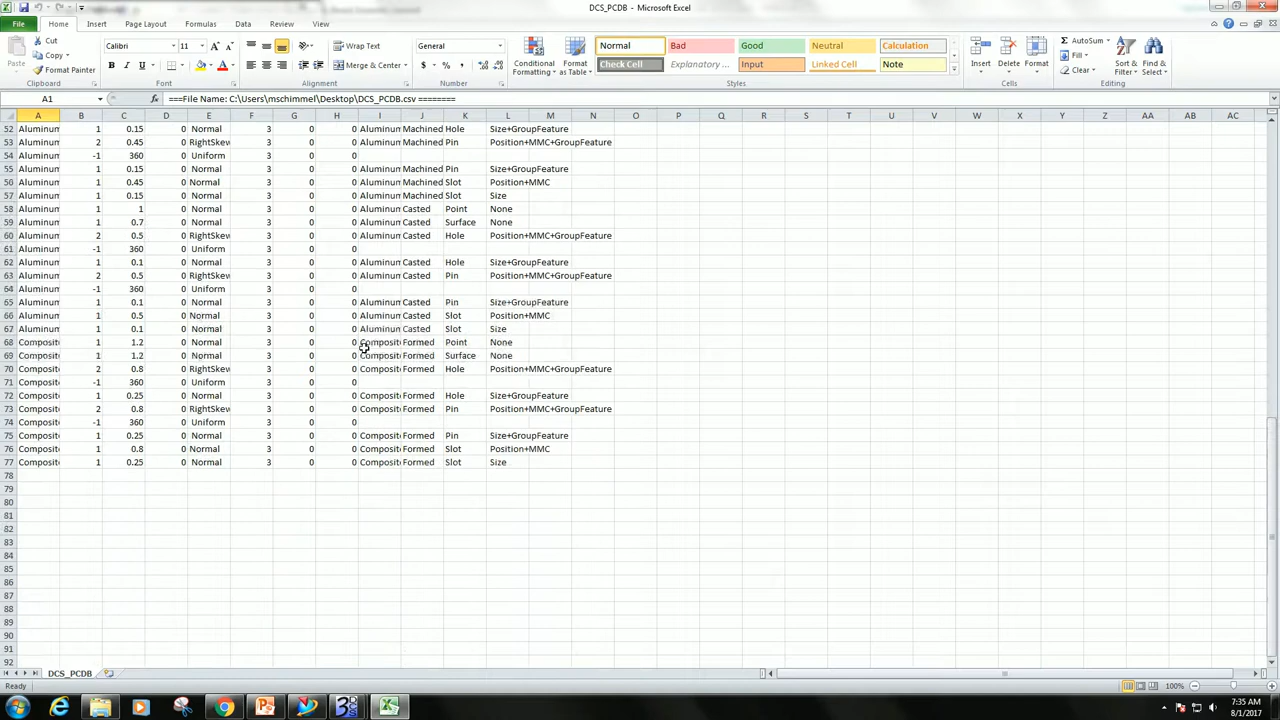 DCS_PCDB - Microsoft Excel
File Home Insert Page Layout Formulas Data Review View
Cut
Copy
Format Painter
Clipboard
Calibri 11
B I U
Font
Wrap Text
Merge & Center
Alignment
General
$ % ,
Number
Conditional Formatting
Format as Table
Normal Bad Good Neutral Calculation
Check Cell Explanatory ... Input Linked Cell Note
Styles
Insert Delete Format
Cells
AutoSum
Fill
Clear
Sort & Filter
Find & Select
Editing
A1 fx ===File Name: C:\Users\mschimmel\Desktop\DCS_PCDB.csv ========
A B C D E F G H I J K L M N O P Q R S T U V W X Y Z AA AB AC
52 Aluminum 1 0.15 0 Normal 3 0 0 Aluminum Machined Hole Size+GroupFeature
53 Aluminum 2 0.45 0 RightSkew 3 0 0 Aluminum Machined Pin Position+MMC+GroupFeature
54 Aluminum -1 360 0 Uniform 3 0 0
55 Aluminum 1 0.15 0 Normal 3 0 0 Aluminum Machined Pin Size+GroupFeature
56 Aluminum 1 0.45 0 Normal 3 0 0 Aluminum Machined Slot Position+MMC
57 Aluminum 1 0.15 0 Normal 3 0 0 Aluminum Machined Slot Size
58 Aluminum 1 1 0 Normal 3 0 0 Aluminum Casted Point None
59 Aluminum 1 0.7 0 Normal 3 0 0 Aluminum Casted Surface None
60 Aluminum 2 0.5 0 RightSkew 3 0 0 Aluminum Casted Hole Position+MMC+GroupFeature
61 Aluminum -1 360 0 Uniform 3 0 0
62 Aluminum 1 0.1 0 Normal 3 0 0 Aluminum Casted Hole Size+GroupFeature
63 Aluminum 2 0.5 0 RightSkew 3 0 0 Aluminum Casted Pin Position+MMC+GroupFeature
64 Aluminum -1 360 0 Uniform 3 0 0
65 Aluminum 1 0.1 0 Normal 3 0 0 Aluminum Casted Pin Size+GroupFeature
66 Aluminum 1 0.5 0 Normal 3 0 0 Aluminum Casted Slot Position+MMC
67 Aluminum 1 0.1 0 Normal 3 0 0 Aluminum Casted Slot Size
68 Composite 1 1.2 0 Normal 3 0 0 Composite Formed Point None
69 Composite 1 1.2 0 Normal 3 0 0 Composite Formed Surface None
70 Composite 2 0.8 0 RightSkew 3 0 0 Composite Formed Hole Position+MMC+GroupFeature
71 Composite -1 360 0 Uniform 3 0 0
72 Composite 1 0.25 0 Normal 3 0 0 Composite Formed Hole Size+GroupFeature
73 Composite 2 0.8 0 RightSkew 3 0 0 Composite Formed Pin Position+MMC+GroupFeature
74 Composite -1 360 0 Uniform 3 0 0
75 Composite 1 0.25 0 Normal 3 0 0 Composite Formed Pin Size+GroupFeature
76 Composite 1 0.8 0 Normal 3 0 0 Composite Formed Slot Position+MMC
77 Composite 1 0.25 0 Normal 3 0 0 Composite Formed Slot Size
78
79
80
81
82
83
84
85
86
87
88
89
90
91
92
DCS_PCDB
Ready 100%
7:35 AM
8/1/2017